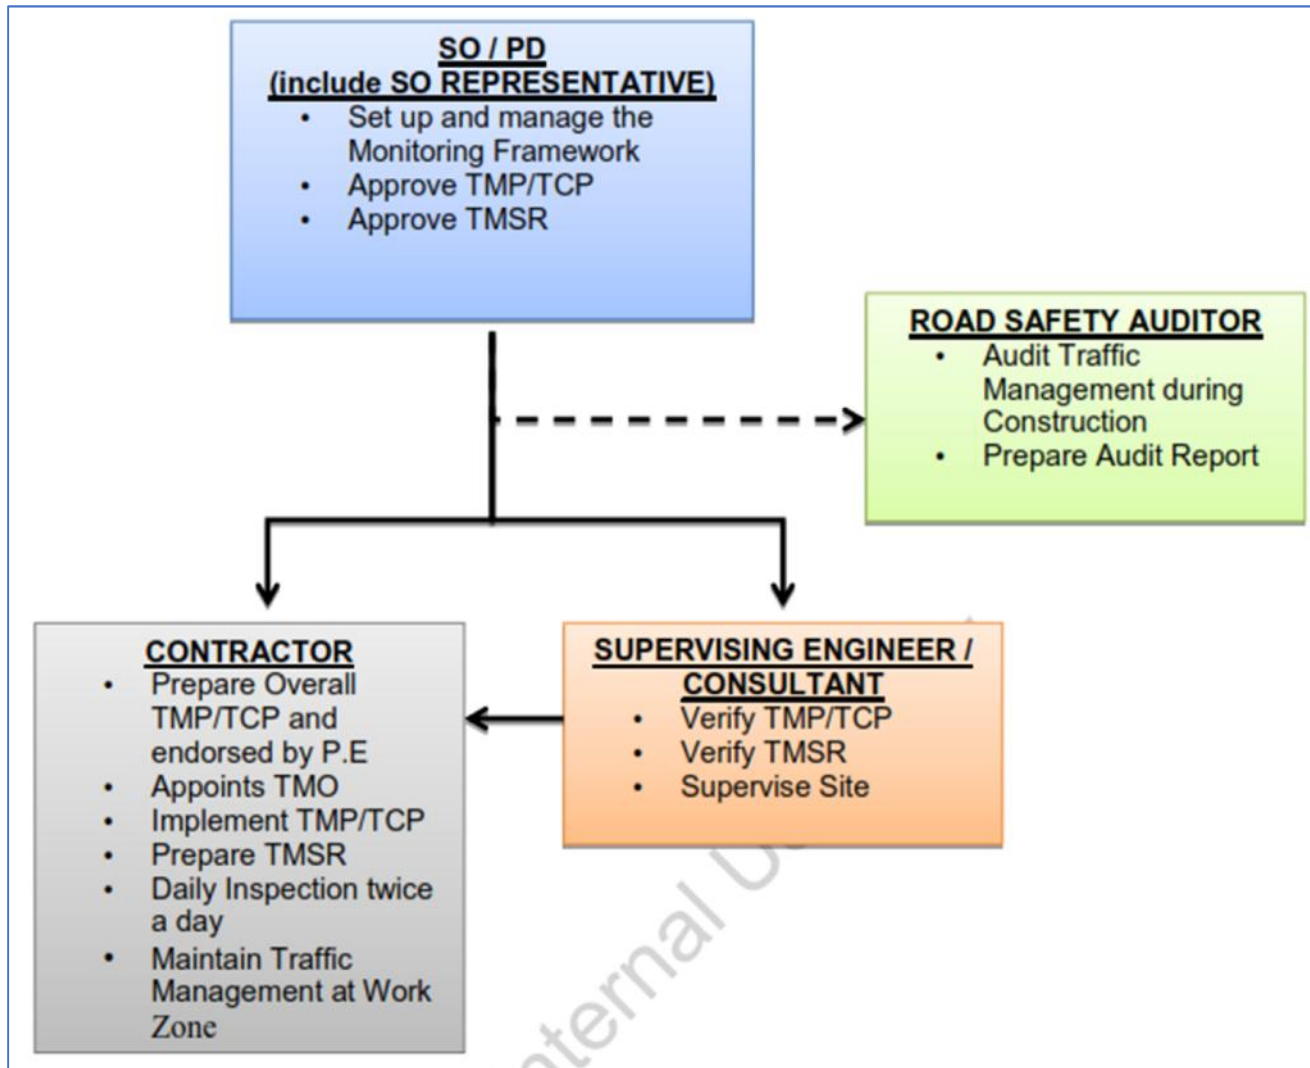 SO / PD
(include SO REPRESENTATIVE)
• Set up and manage the
Monitoring Framework
• Approve TMP/TCP
• Approve TMSR
ROAD SAFETY AUDITOR
• Audit Traffic
Management during
Construction
• Prepare Audit Report
CONTRACTOR
• Prepare Overall
TMP/TCP and
endorsed by P.E
• Appoints TMO
• Implement TMP/TCP
• Prepare TMSR
• Daily Inspection twice
a day
• Maintain Traffic
Management at Work
Zone
SUPERVISING ENGINEER /
CONSULTANT
• Verify TMP/TCP
• Verify TMSR
• Supervise Site